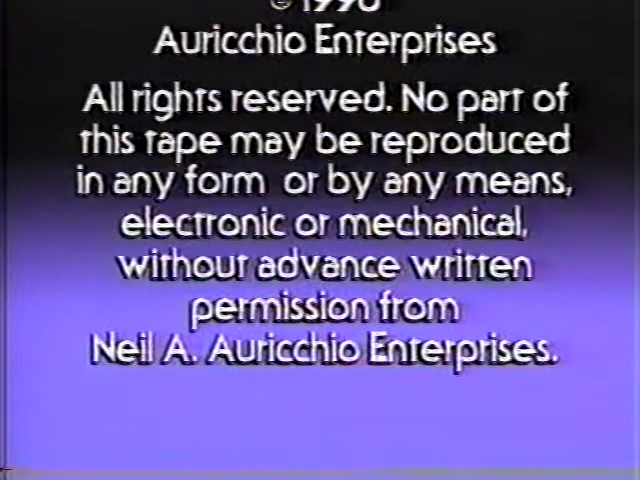 Auricchio Enterprises
All rights reserved. No part of
this tape may be reproduced
in any form or by any means,
electronic or mechanical,
without advance written
permission from
Neil A. Auricchio Enterprises.